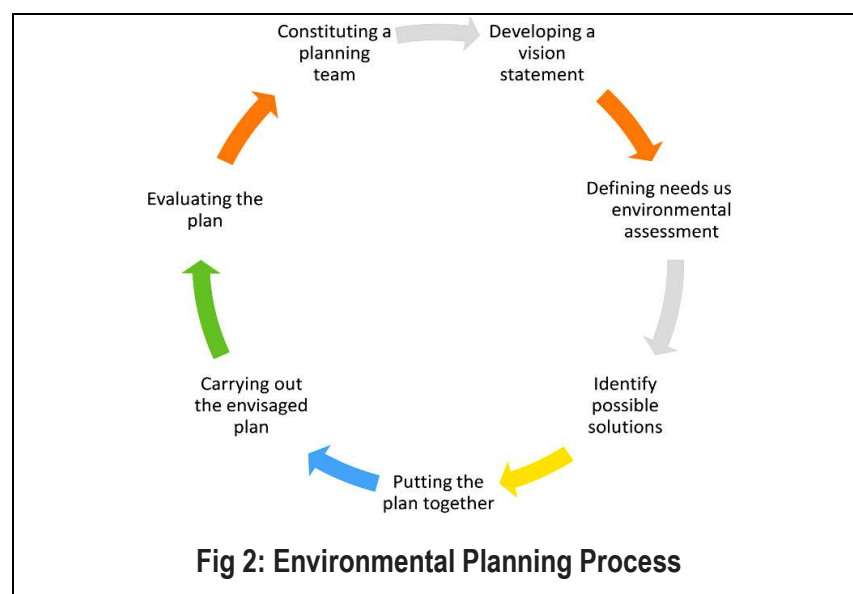 Constituting a
planning
team
Developing a
vision
statement
Defining needs us
environmental
assessment
Identify
possible
solutions
Putting the
plan together
Carrying out
the envisaged
plan
Evaluating the
plan
Fig 2: Environmental Planning Process